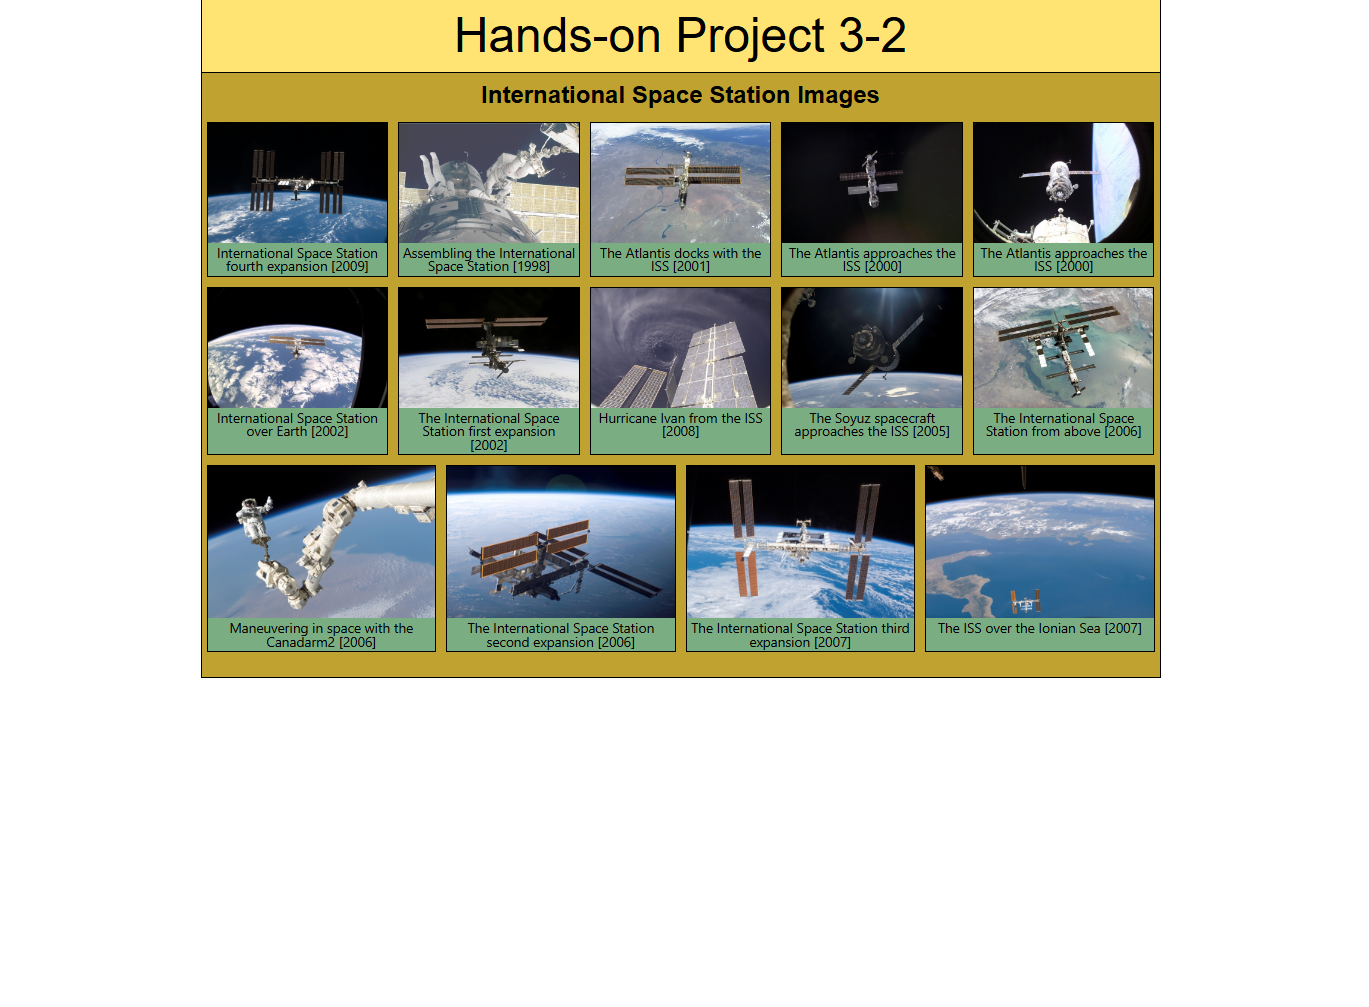 Hands-on Project 3-2
International Space Station Images
International Space Station
fourth expansion [2009]
Assembling the International
Space Station [1998]
The Atlantis docks with the
ISS [2001]
The Atlantis approaches the
ISS [2000]
The Atlantis approaches the
ISS [2000]
International Space Station
over Earth [2002]
The International Space
Station first expansion
[2002]
Hurricane Ivan from the ISS
[2008]
The Soyuz spacecraft
approaches the ISS [2005]
The International Space
Station from above [2006]
Maneuvering in space with the
Canadarm2 [2006]
The International Space Station
second expansion [2006]
The International Space Station third
expansion [2007]
The ISS over the Ionian Sea [2007]